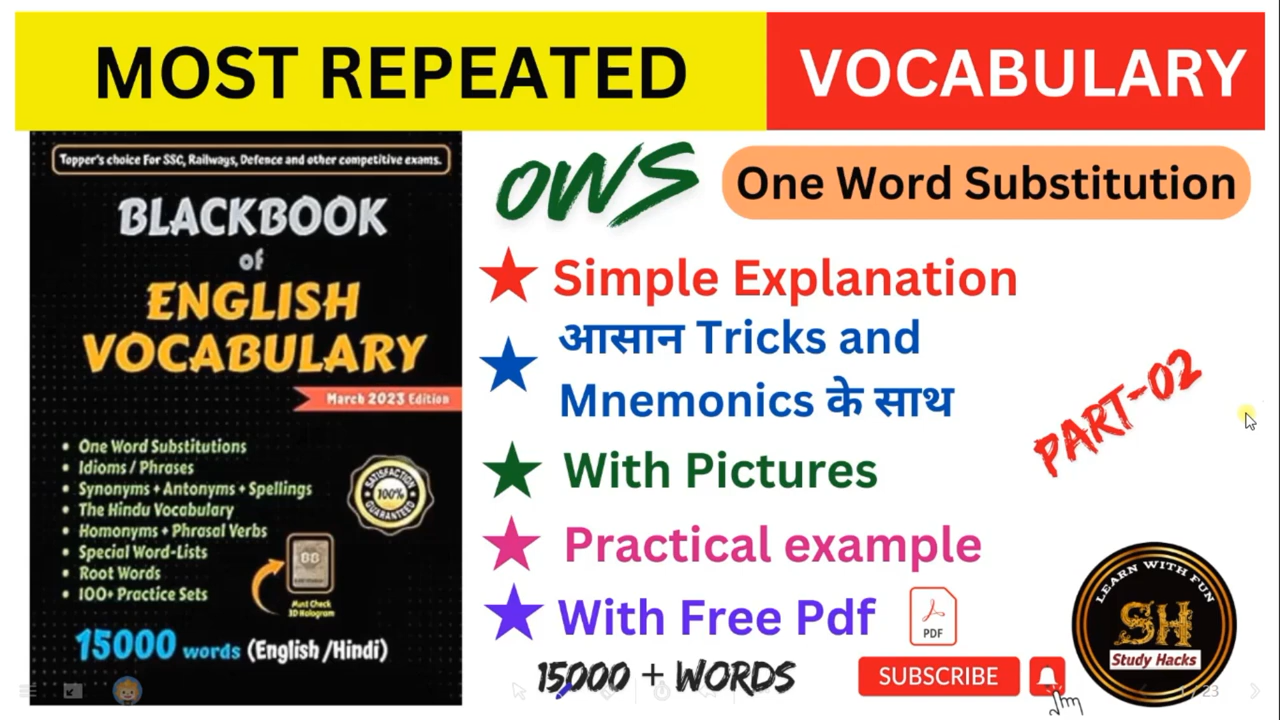 MOST REPEATED
VOCABULARY
Topper's choice For SSC, Railways, Defence and other competitive exams.
BLACKBOOK
of
ENGLISH
VOCABULARY
March 2023 Edition
• One Word Substitutions
• Idioms / Phrases
• Synonyms + Antonyms + Spellings
• The Hindu Vocabulary
• Homonyms + Phrasal Verbs
• Special Word-Lists
• Root Words
• 100+ Practice Sets
SATISFACTION
100%
GUARANTEED
BB
Must Check
3D Hologram
15000 words (English /Hindi)
OWS
One Word Substitution
Simple Explanation
आसान Tricks and
Mnemonics के साथ
With Pictures
Practical example
With Free Pdf
PDF
15000 + WORDS
PART-02
SUBSCRIBE
LEARN WITH FUN
SH
Study Hacks
1 / 23